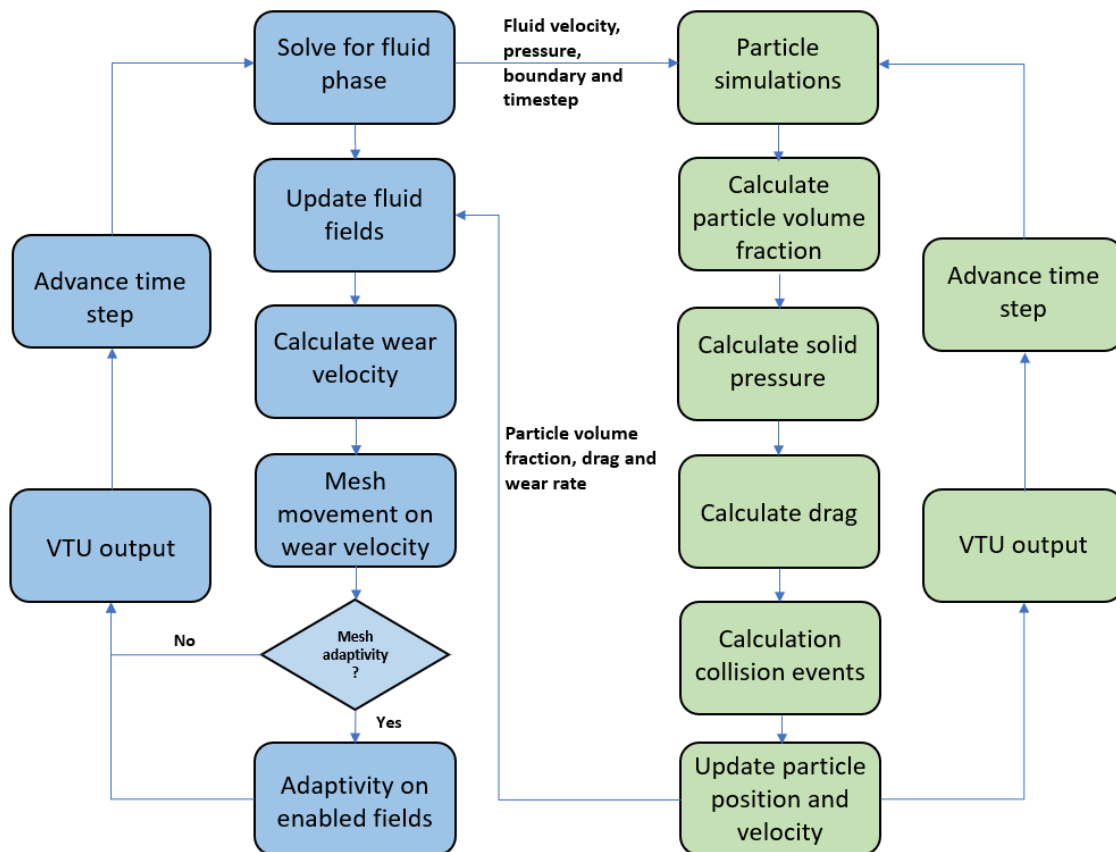 Solve for fluid
phase
Fluid velocity,
pressure,
boundary and
timestep
Particle
simulations
Update fluid
fields
Calculate
particle volume
fraction
Advance time
step
Calculate wear
velocity
Calculate solid
pressure
Advance time
step
Mesh
movement on
wear velocity
Particle volume
fraction, drag and
wear rate
Calculate drag
VTU output
VTU output
No
Mesh
adaptivity
?
Yes
Calculation
collision events
Adaptivity on
enabled fields
Update particle
position and
velocity